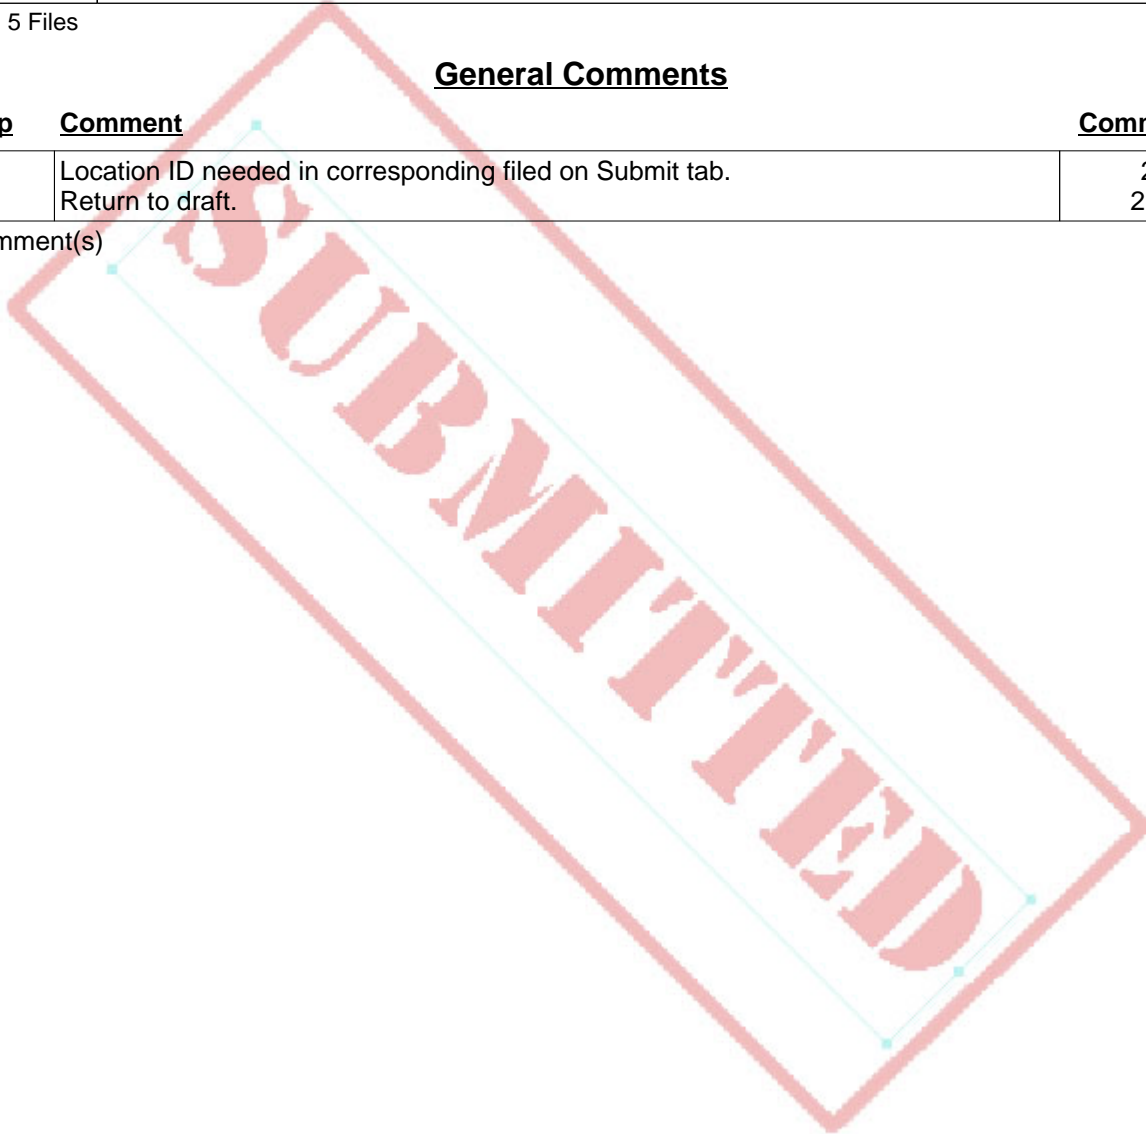 5 Files
General Comments
p Comment Comm
Location ID needed in corresponding filed on Submit tab. 2
Return to draft. 2
mment(s)
SUBMITTED